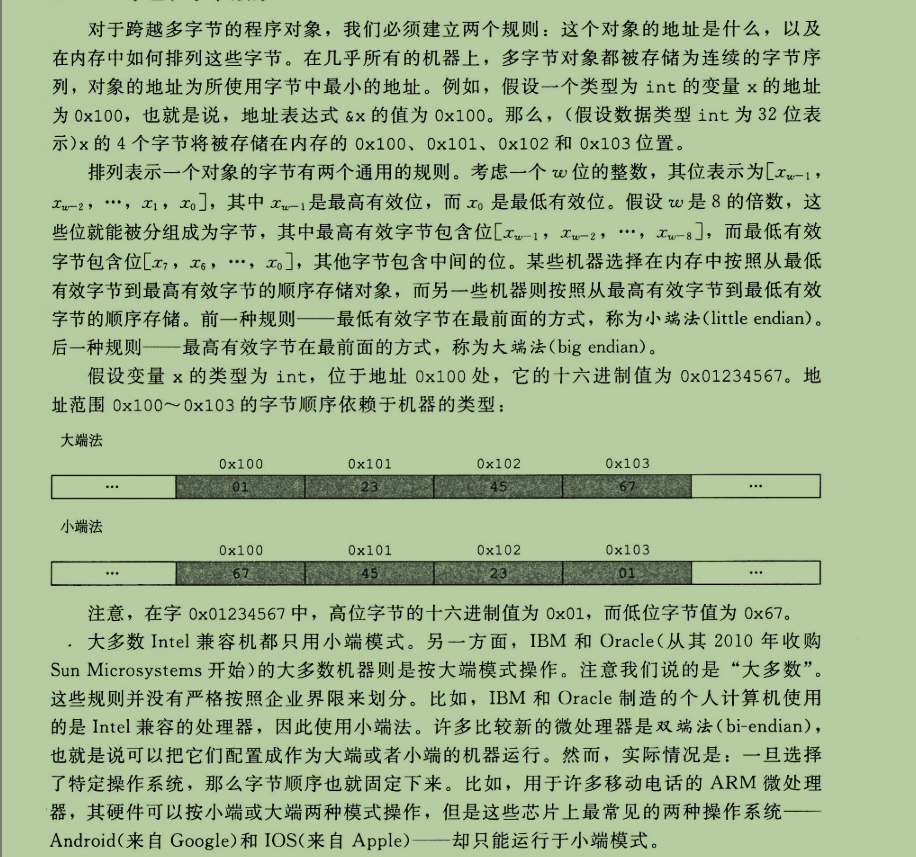 对于跨越多字节的程序对象，我们必须建立两个规则：这个对象的地址是什么，以及
在内存中如何排列这些字节。在几乎所有的机器上，多字节对象都被存储为连续的字节序
列，对象的地址为所使用字节中最小的地址。例如，假设一个类型为 int 的变量 x 的地址
为 0x100，也就是说，地址表达式 &x 的值为 0x100。那么，(假设数据类型 int 为 32 位表
示)x 的 4 个字节将被存储在内存的 0x100、0x101、0x102 和 0x103 位置。
排列表示一个对象的字节有两个通用的规则。考虑一个 w 位的整数，其位表示为[x_{w-1}，
x_{w-2}，…，x_1，x_0]，其中 x_{w-1}是最高有效位，而 x_0 是最低有效位。假设 w 是 8 的倍数，这
些位就能被分组成为字节，其中最高有效字节包含位[x_{w-1}，x_{w-2}，…，x_{w-8}]，而最低有效
字节包含位[x_7，x_6，…，x_0]，其他字节包含中间的位。某些机器选择在内存中按照从最低
有效字节到最高有效字节的顺序存储对象，而另一些机器则按照从最高有效字节到最低有效
字节的顺序存储。前一种规则——最低有效字节在最前面的方式，称为小端法(little endian)。
后一种规则——最高有效字节在最前面的方式，称为大端法(big endian)。
假设变量 x 的类型为 int，位于地址 0x100 处，它的十六进制值为 0x01234567。地
址范围 0x100～0x103 的字节顺序依赖于机器的类型：
大端法
0x100 0x101 0x102 0x103
… 01 23 45 67 …
小端法
0x100 0x101 0x102 0x103
… 67 45 23 01 …
注意，在字 0x01234567 中，高位字节的十六进制值为 0x01，而低位字节值为 0x67。
大多数 Intel 兼容机都只用小端模式。另一方面，IBM 和 Oracle(从其 2010 年收购
Sun Microsystems 开始)的大多数机器则是按大端模式操作。注意我们说的是“大多数”。
这些规则并没有严格按照企业界限来划分。比如，IBM 和 Oracle 制造的个人计算机使用
的是 Intel 兼容的处理器，因此使用小端法。许多比较新的微处理器是双端法(bi-endian)，
也就是说可以把它们配置成作为大端或者小端的机器运行。然而，实际情况是：一旦选择
了特定操作系统，那么字节顺序也就固定下来。比如，用于许多移动电话的 ARM 微处理
器，其硬件可以按小端或大端两种模式操作，但是这些芯片上最常见的两种操作系统——
Android(来自 Google)和 IOS(来自 Apple)——却只能运行于小端模式。